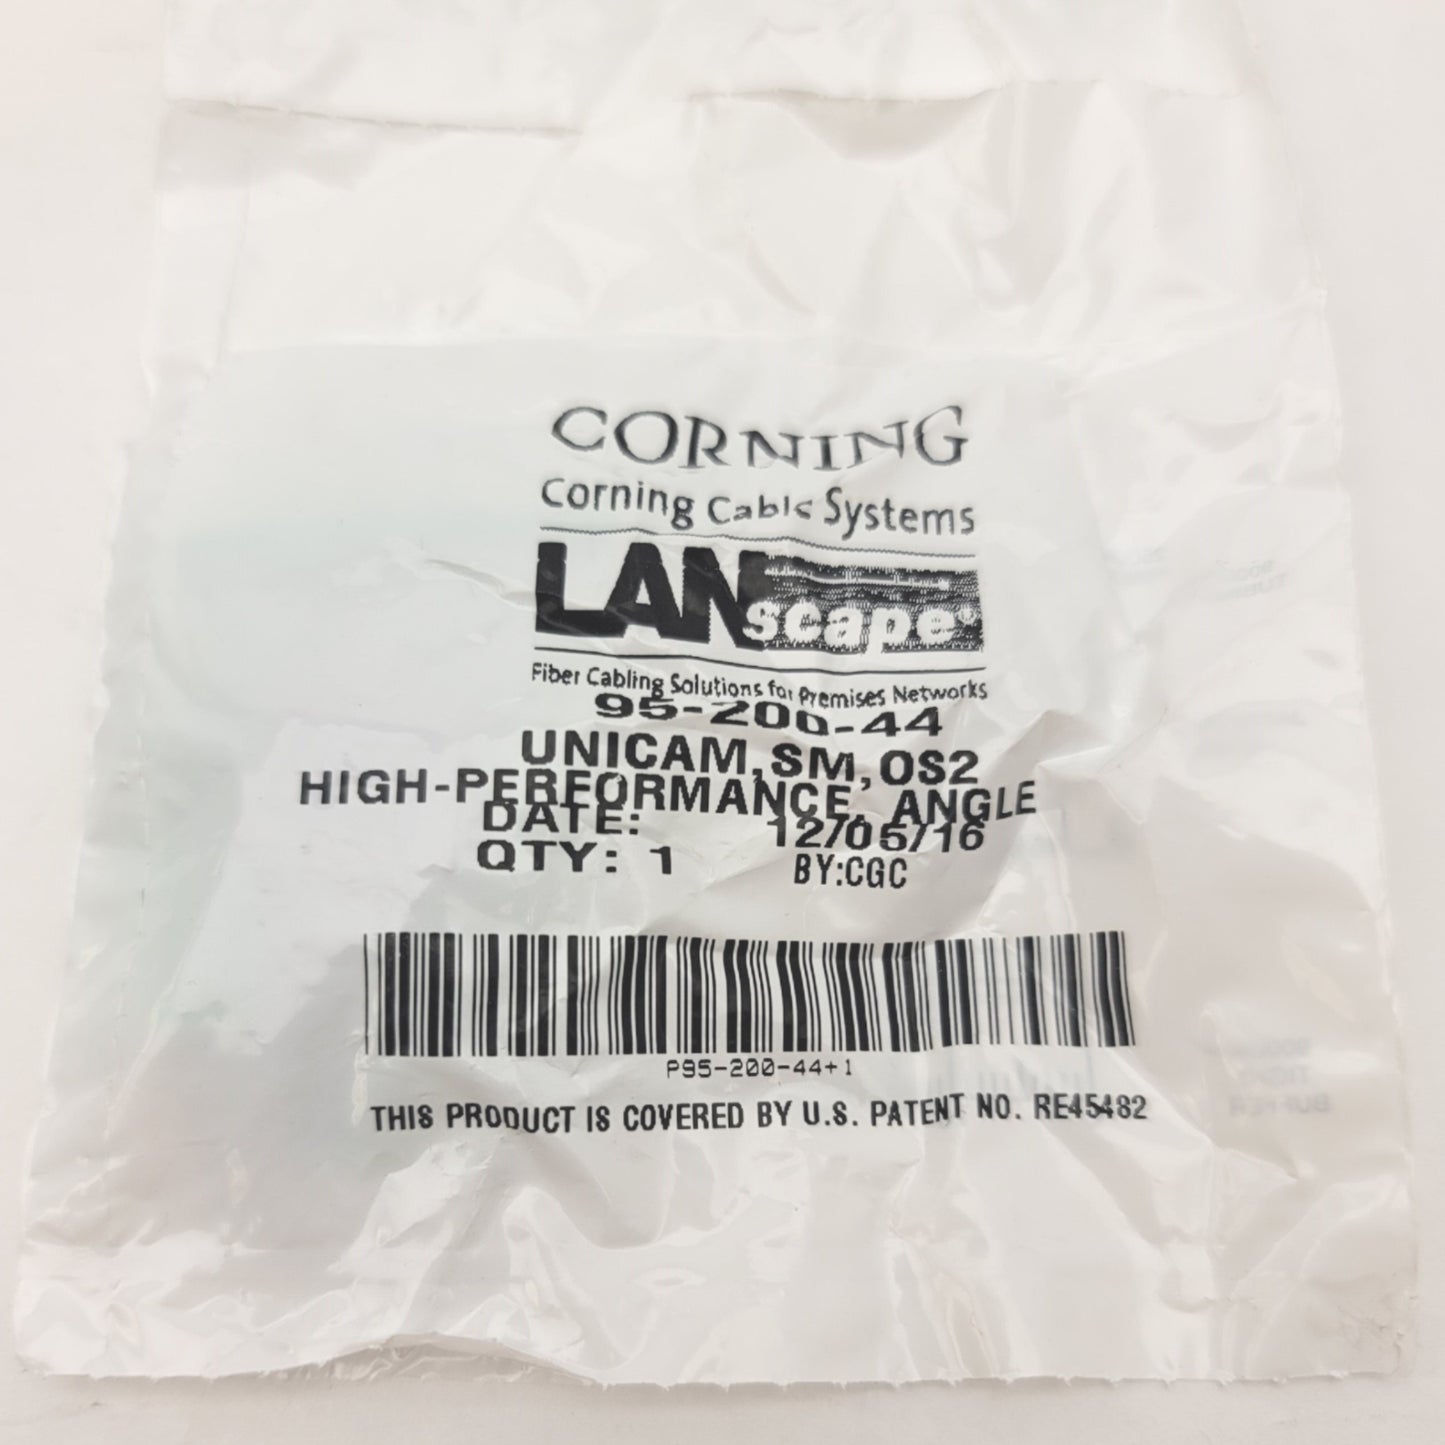 CORNING
Corning Cable Systems
LANscape®
Fiber Cabling Solutions for Premises Networks
95-200-44
UNICAM,SM,OS2
HIGH-PERFORMANCE, ANGLE
DATE: 12/05/16
QTY: 1 BY:CGC
P95-200-44+1
THIS PRODUCT IS COVERED BY U.S. PATENT NO. RE45482